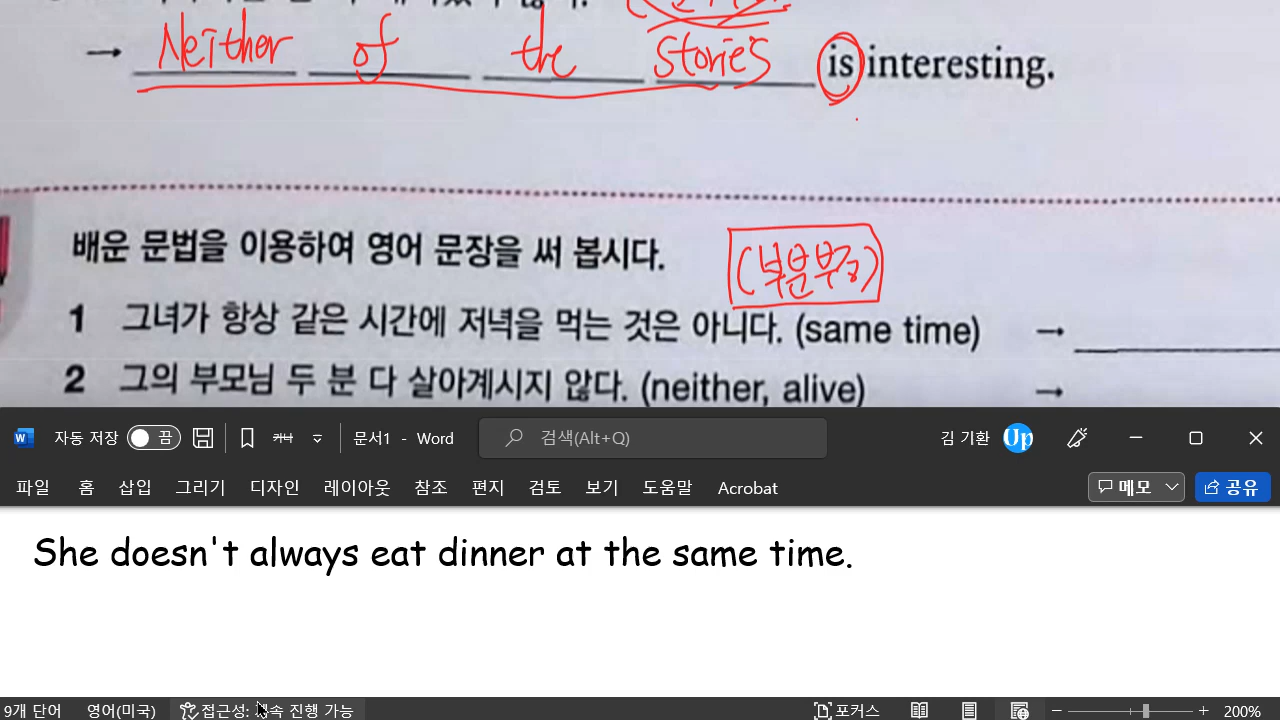 → Neither of the stories is interesting.
배운 문법을 이용하여 영어 문장을 써 봅시다. (부분부정)
1 그녀가 항상 같은 시간에 저녁을 먹는 것은 아니다. (same time) →
2 그의 부모님 두 분 다 살아계시지 않다. (neither, alive) →
자동 저장 끔 가나 문서1 - Word 검색(Alt+Q) 김 기환 Up
파일 홈 삽입 그리기 디자인 레이아웃 참조 편지 검토 보기 도움말 Acrobat 메모 공유
She doesn't always eat dinner at the same time.
9개 단어 영어(미국) 접근성: 계속 진행 가능 포커스 200%